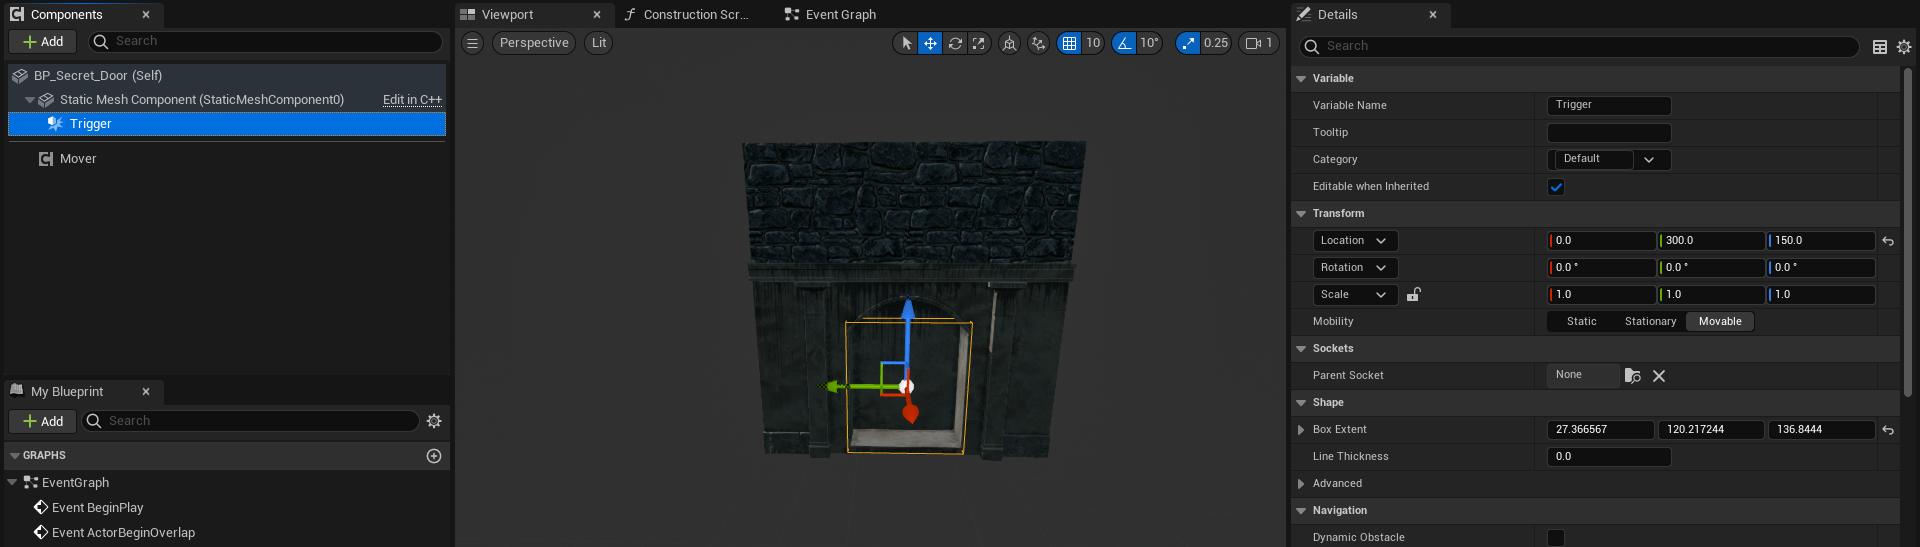 Components
Add
Search
BP_Secret_Door (Self)
Static Mesh Component (StaticMeshComponent0) Edit in C++
Trigger
Mover
My Blueprint
Add
Search
GRAPHS
EventGraph
Event BeginPlay
Event ActorBeginOverlap
Viewport
Construction Scr...
Event Graph
Perspective
Lit
10
10°
0.25
1
Details
Search
Variable
Variable Name Trigger
Tooltip
Category Default
Editable when Inherited
Transform
Location 0.0 300.0 150.0
Rotation 0.0 ° 0.0 ° 0.0 °
Scale 1.0 1.0 1.0
Mobility Static Stationary Movable
Sockets
Parent Socket None
Shape
Box Extent 27.366567 120.217244 136.8444
Line Thickness 0.0
Advanced
Navigation
Dynamic Obstacle